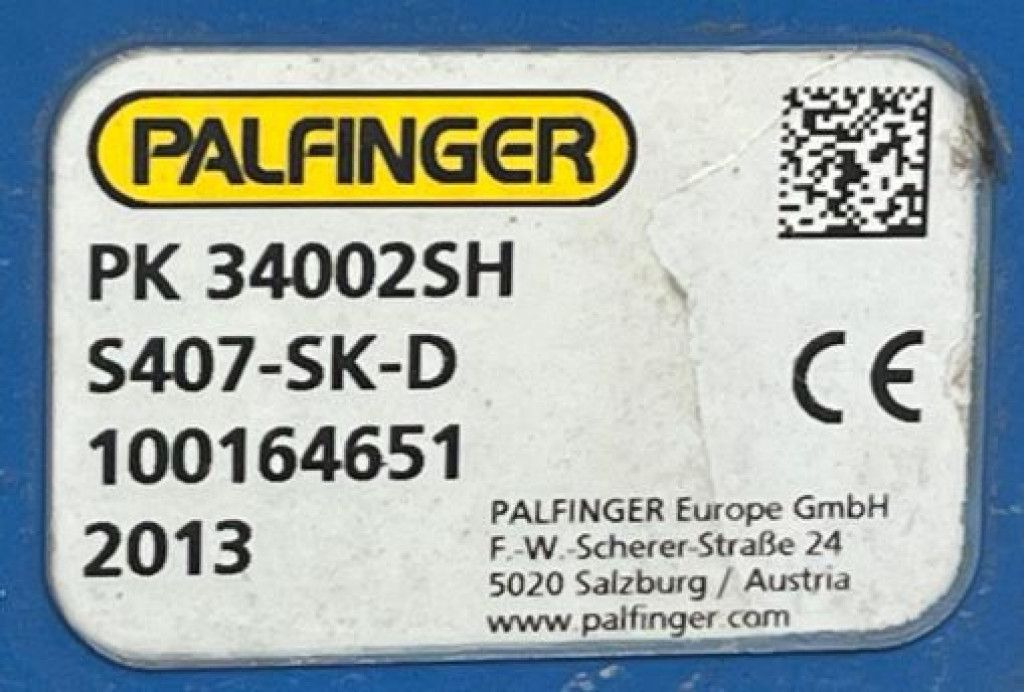 PALFINGER
PK 34002SH
S407-SK-D
100164651
2013
CE
PALFINGER Europe GmbH
F.-W.-Scherer-Straße 24
5020 Salzburg / Austria
www.palfinger.com